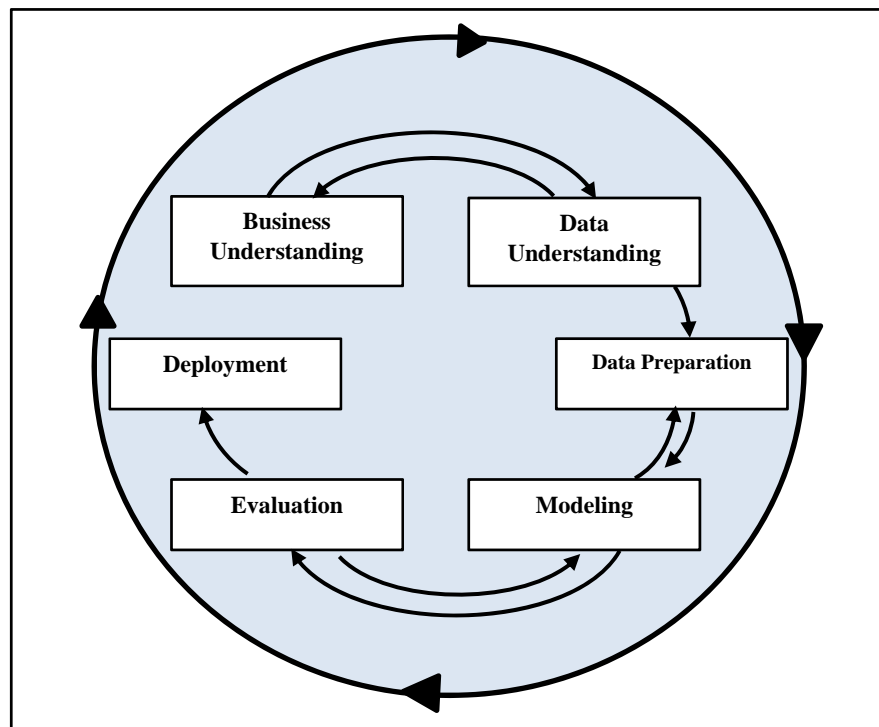 Business
Understanding
Data
Understanding
Deployment
Data Preparation
Evaluation
Modeling